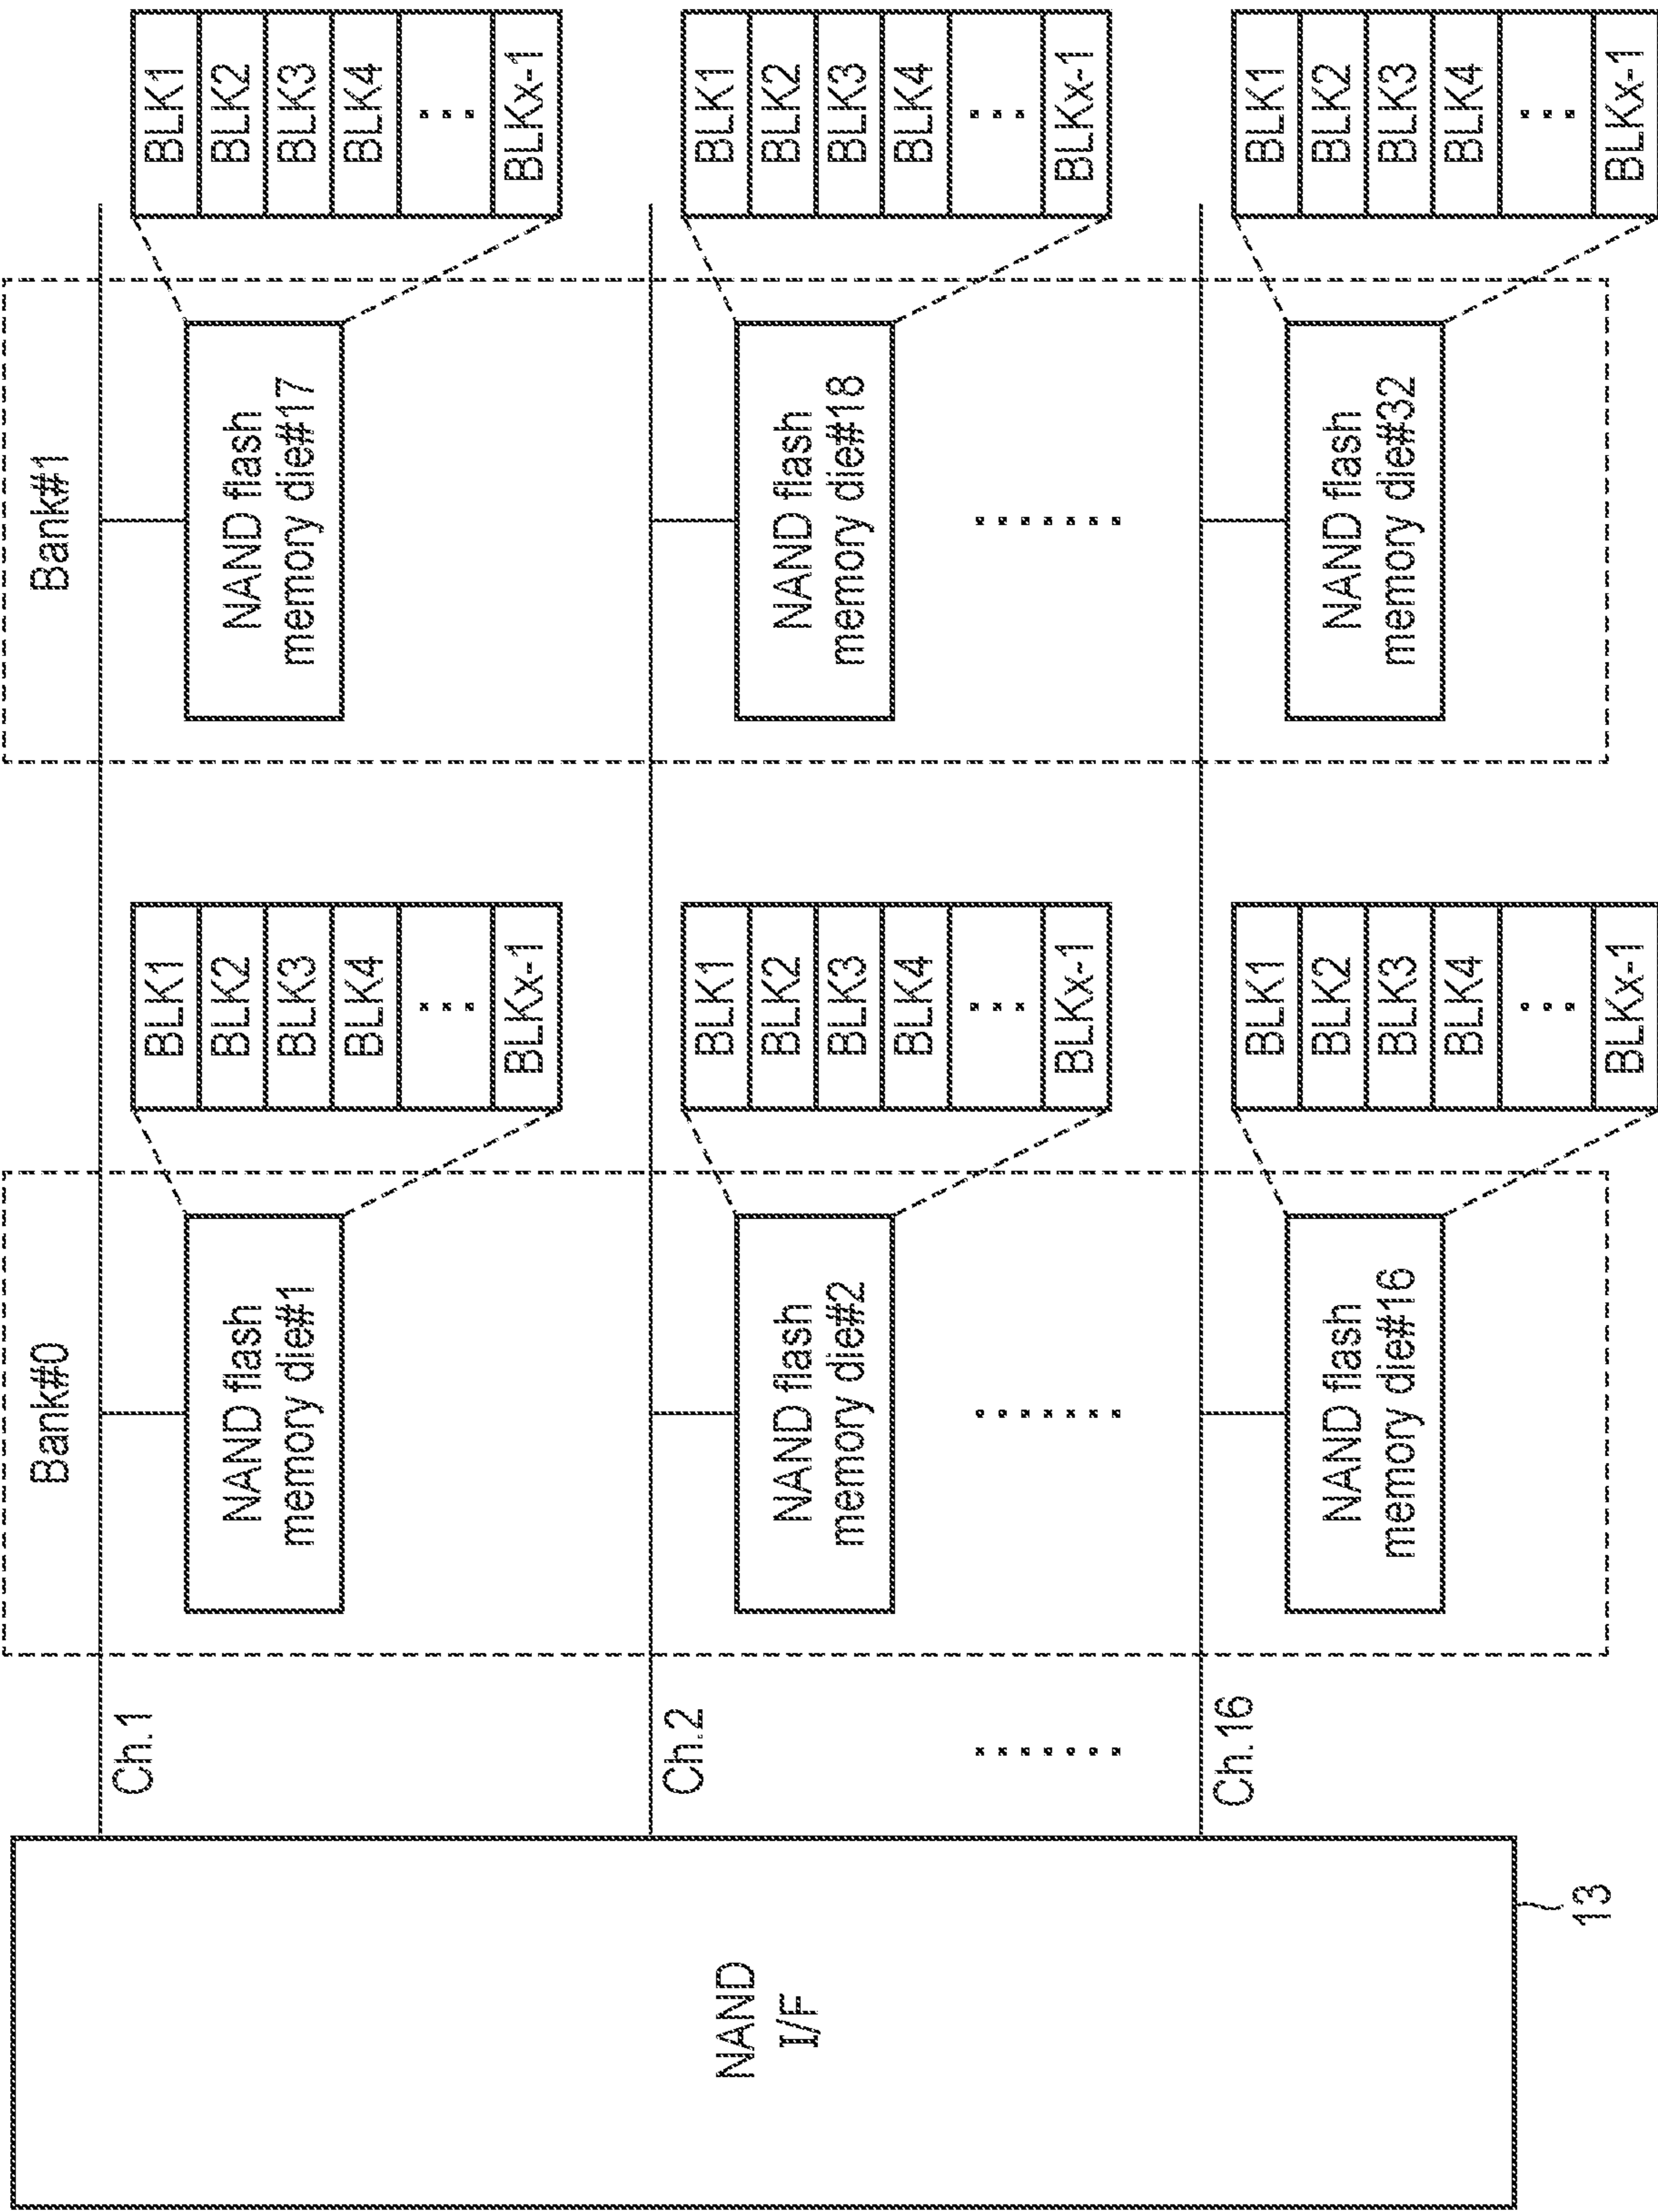 Bank#0
Bank#1
NAND
I/F
13
Ch.1
NAND flash
memory die#1
BLK1
BLK2
BLK3
BLK4
...
BLKx-1
NAND flash
memory die#17
BLK1
BLK2
BLK3
BLK4
...
BLKx-1
Ch.2
NAND flash
memory die#2
BLK1
BLK2
BLK3
BLK4
...
BLKx-1
NAND flash
memory die#18
BLK1
BLK2
BLK3
BLK4
...
BLKx-1
.......
.......
.......
Ch.16
NAND flash
memory die#16
BLK1
BLK2
BLK3
BLK4
...
BLKx-1
NAND flash
memory die#32
BLK1
BLK2
BLK3
BLK4
...
BLKx-1